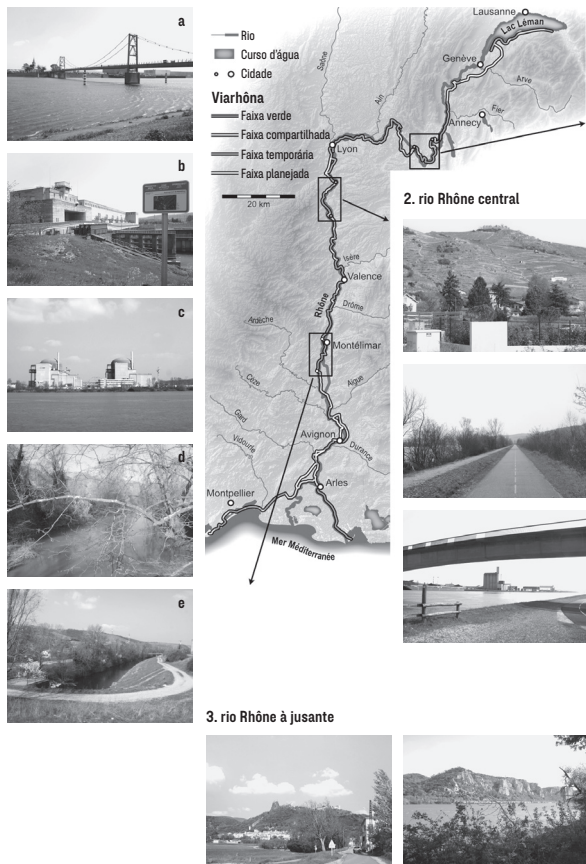 a
b
c
d
e
Rio
Curso d'água
Cidade
Viarhôna
Faixa verde
Faixa compartilhada
Faixa temporária
Faixa planejada
20 km
Lausanne
Lac Léman
Genève
Arve
Fier
Annecy
Ain
Saône
Lyon
Isère
Valence
Rhône
Drôme
Ardèche
Montélimar
Cèze
Aigue
Gard
Avignon
Vidourle
Durance
Arles
Montpellier
Mer Méditerranée
2. rio Rhône central
3. rio Rhône à jusante